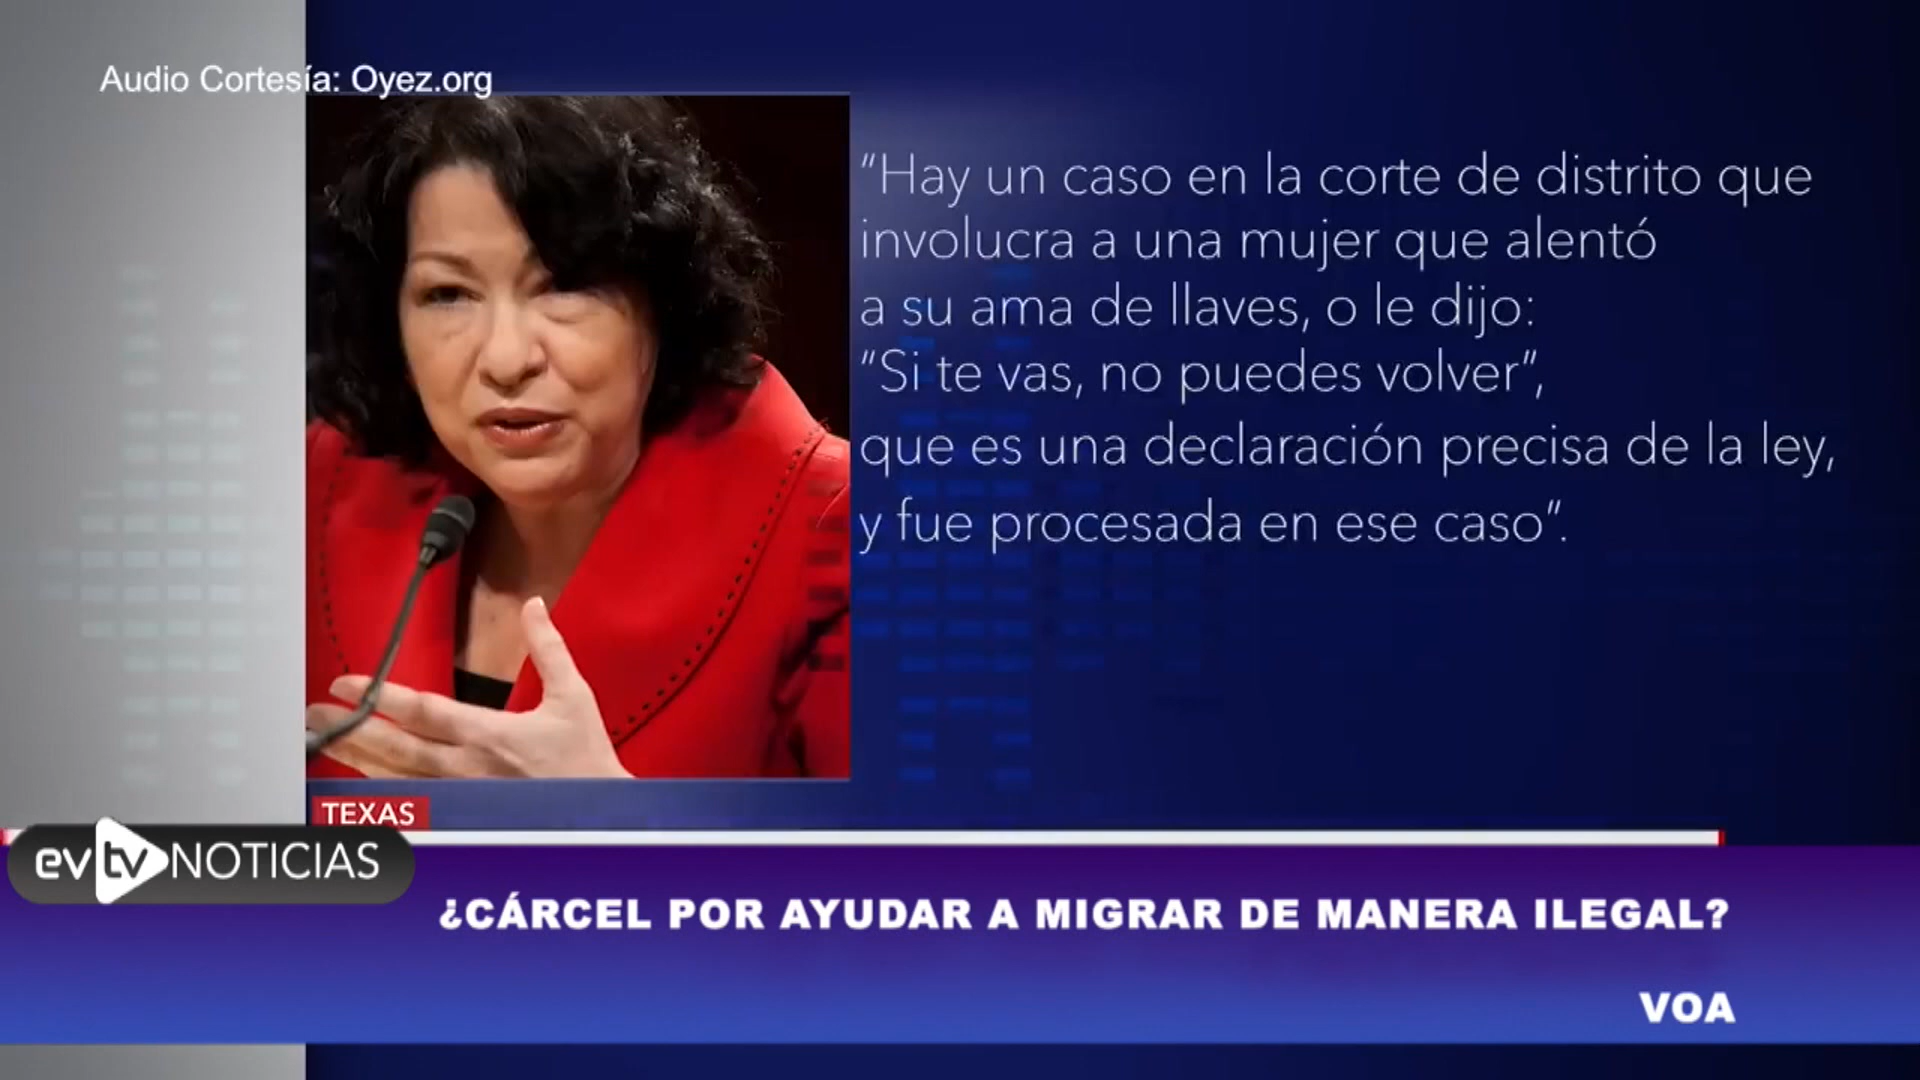 Audio Cortesía: Oyez.org
“Hay un caso en la corte de distrito que
involucra a una mujer que alentó
a su ama de llaves, o le dijo:
“Si te vas, no puedes volver”,
que es una declaración precisa de la ley,
y fue procesada en ese caso”.
TEXAS
evtv NOTICIAS
¿CÁRCEL POR AYUDAR A MIGRAR DE MANERA ILEGAL?
VOA